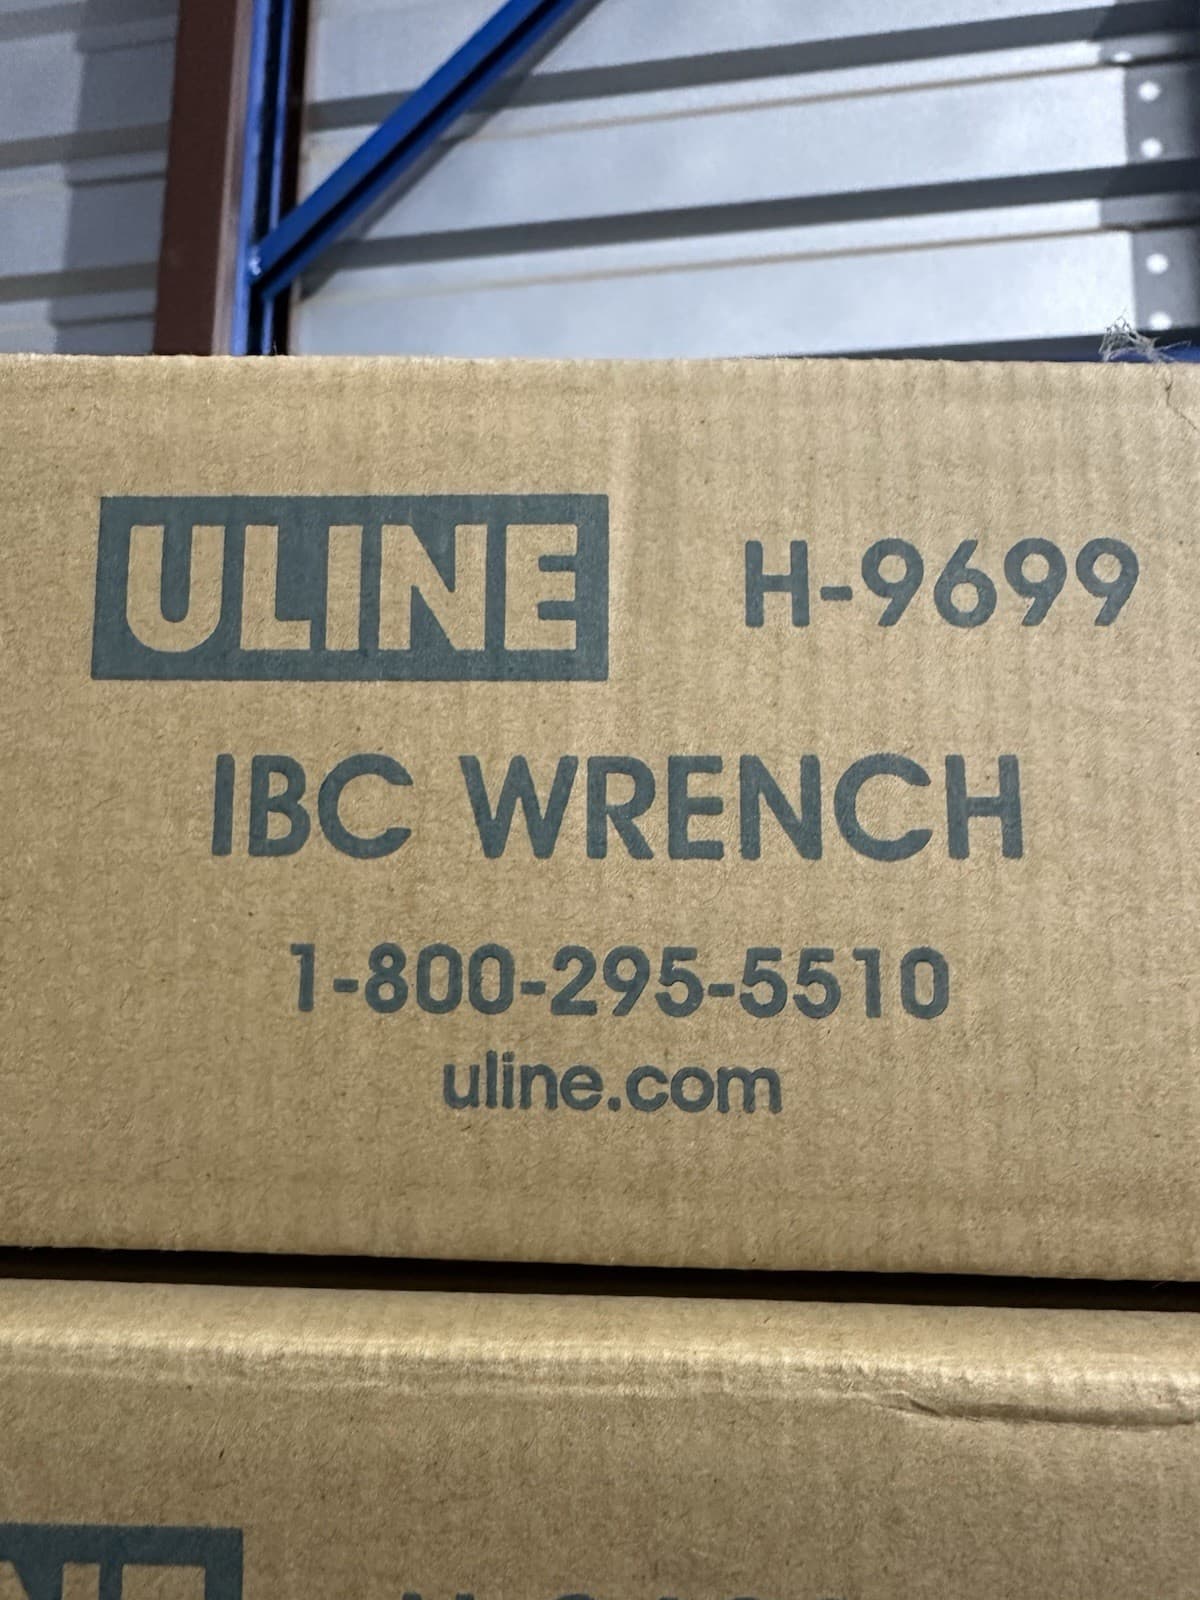 ULINE H-9699
IBC WRENCH
1-800-295-5510
uline.com